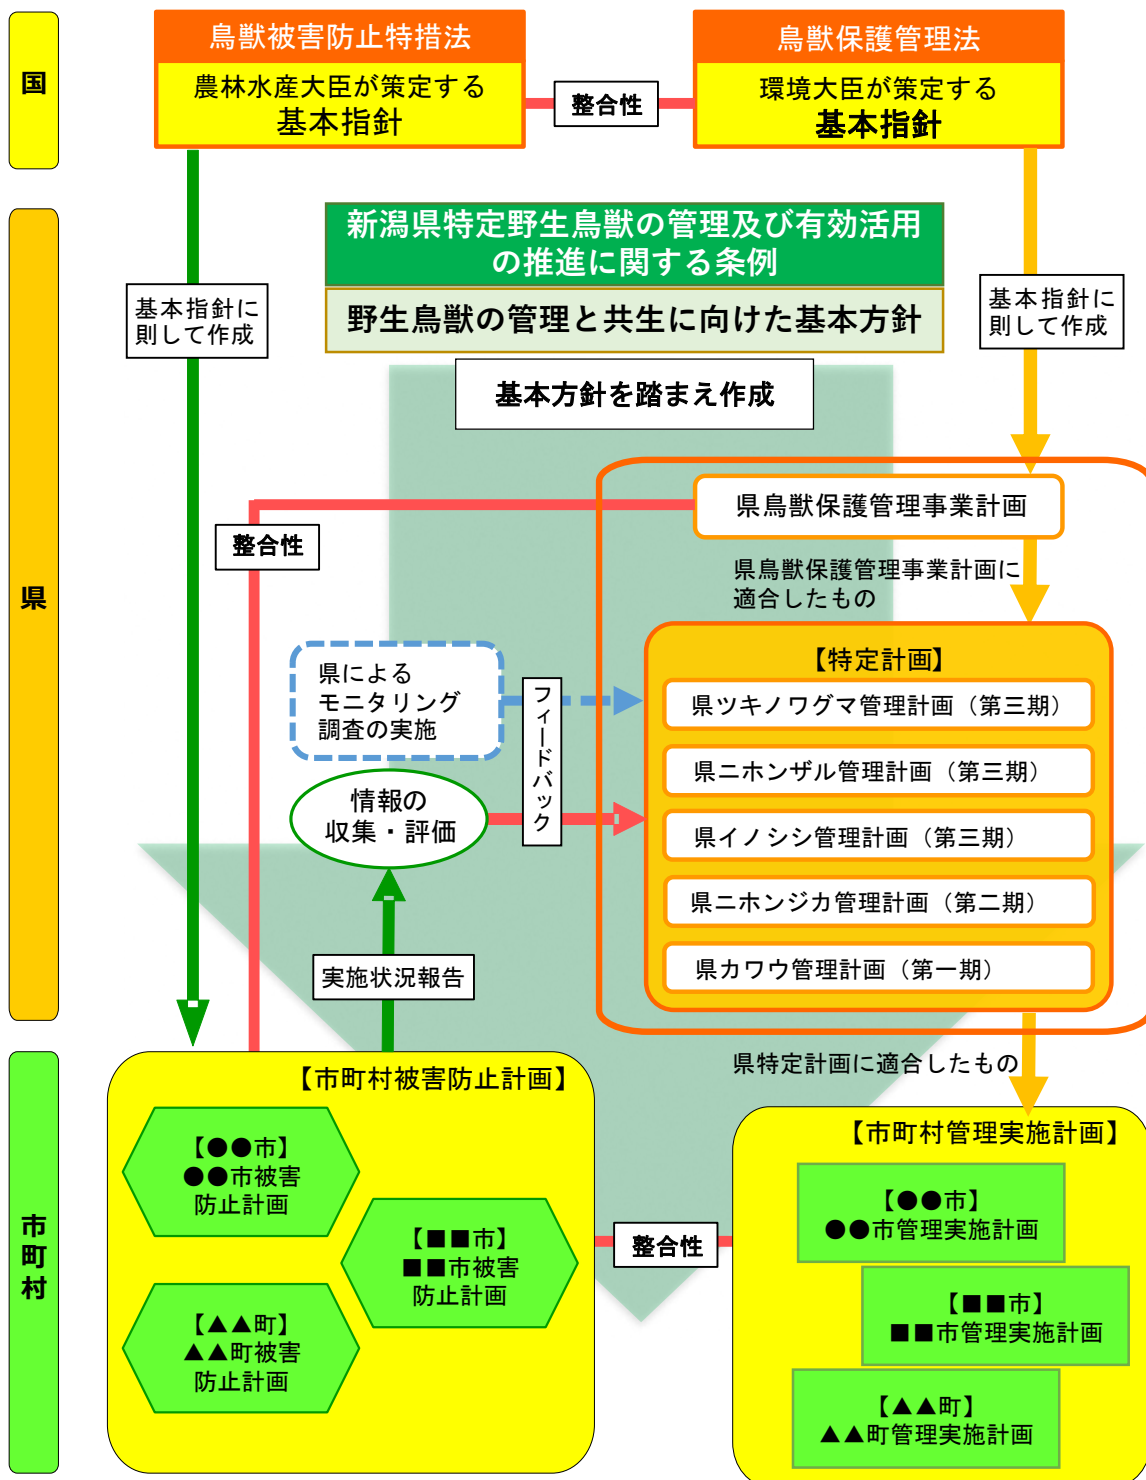 国
鳥獣被害防止特措法
農林水産大臣が策定する
基本指針
整合性
鳥獣保護管理法
環境大臣が策定する
基本指針
県
新潟県特定野生鳥獣の管理及び有効活用
の推進に関する条例
野生鳥獣の管理と共生に向けた基本方針
基本指針に
則して作成
基本指針に
則して作成
基本方針を踏まえ作成
県鳥獣保護管理事業計画
整合性
県鳥獣保護管理事業計画に
適合したもの
県による
モニタリング
調査の実施
フィードバック
情報の
収集・評価
実施状況報告
【特定計画】
県ツキノワグマ管理計画（第三期）
県ニホンザル管理計画（第三期）
県イノシシ管理計画（第三期）
県ニホンジカ管理計画（第二期）
県カワウ管理計画（第一期）
県特定計画に適合したもの
市町村
【市町村被害防止計画】
【●●市】
●●市被害
防止計画
【■■市】
■■市被害
防止計画
【▲▲町】
▲▲町被害
防止計画
整合性
【市町村管理実施計画】
【●●市】
●●市管理実施計画
【■■市】
■■市管理実施計画
【▲▲町】
▲▲町管理実施計画